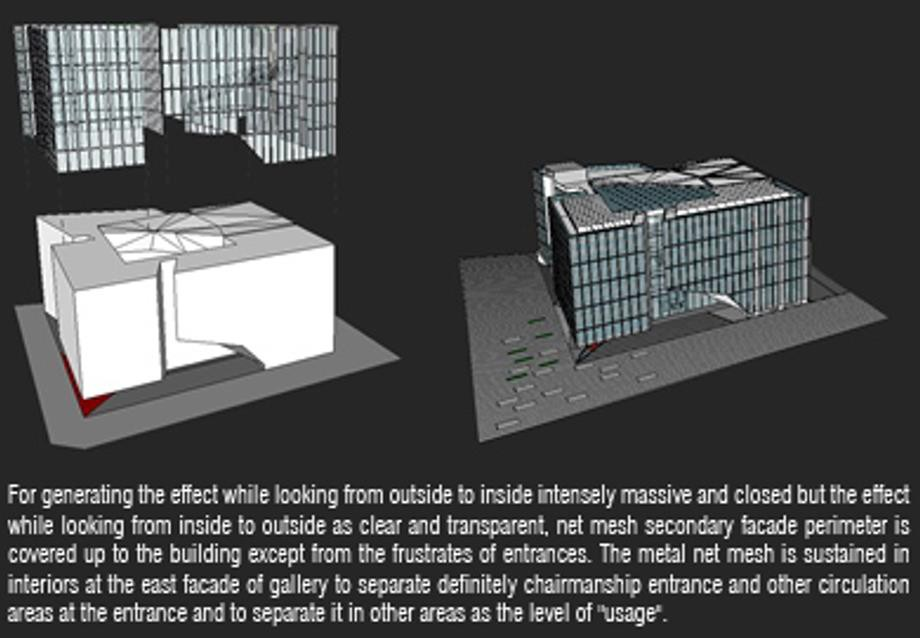 For generating the effect while looking from outside to inside intensely massive and closed but the effect
while looking from inside to outside as clear and transparent, net mesh secondary facade perimeter is
covered up to the building except from the frustrates of entrances. The metal net mesh is sustained in
interiors at the east facade of gallery to separate definitely chairmanship entrance and other circulation
areas at the entrance and to separate it in other areas as the level of "usage".